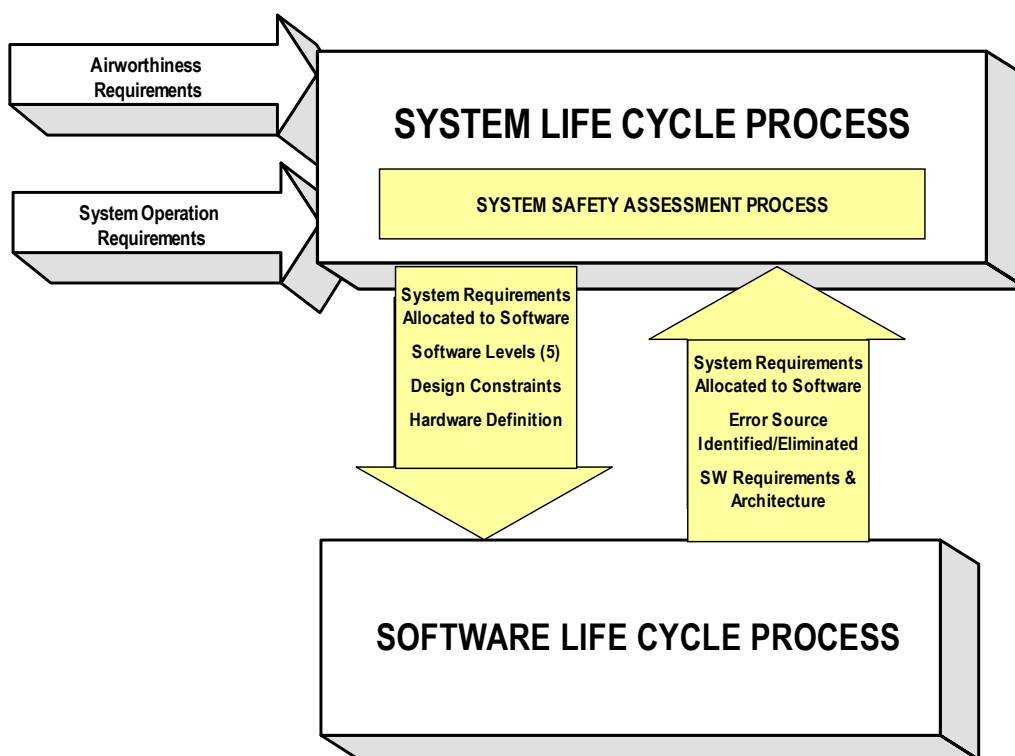 Airworthiness
Requirements
SYSTEM LIFE CYCLE PROCESS
SYSTEM SAFETY ASSESSMENT PROCESS
System Operation
Requirements
System Requirements
Allocated to Software
Software Levels (5)
Design Constraints
Hardware Definition
System Requirements
Allocated to Software
Error Source
Identified/Eliminated
SW Requirements &
Architecture
SOFTWARE LIFE CYCLE PROCESS